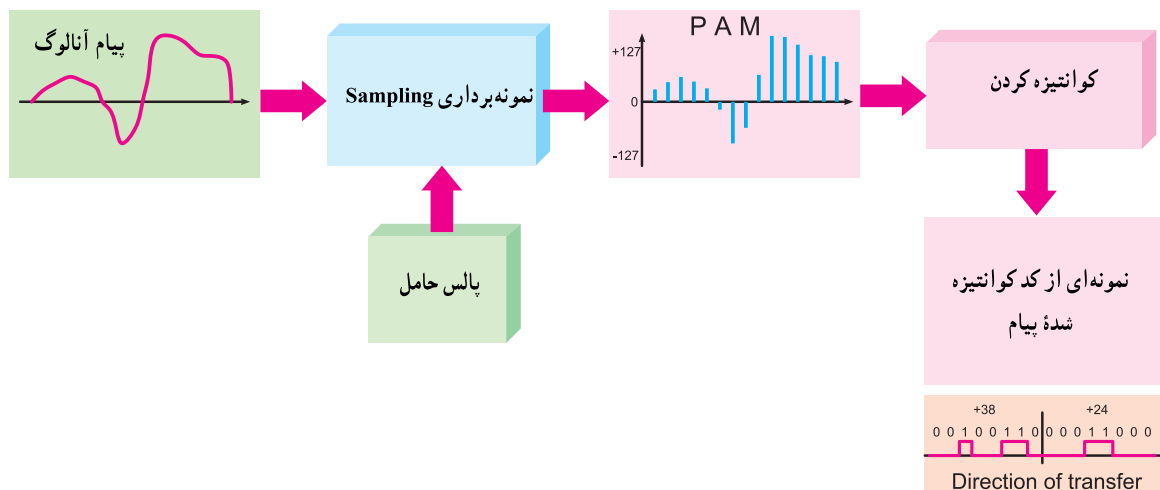 پیام آنالوگ
نمونه‌برداری Sampling
پالس حامل
P A M
+127
0
-127
کوانتیزه کردن
نمونه‌ای از کد کوانتیزه
شدهٔ پیام
+38 +24
0 0 1 0 0 1 1 0 0 0 0 1 1 0 0 0
Direction of transfer